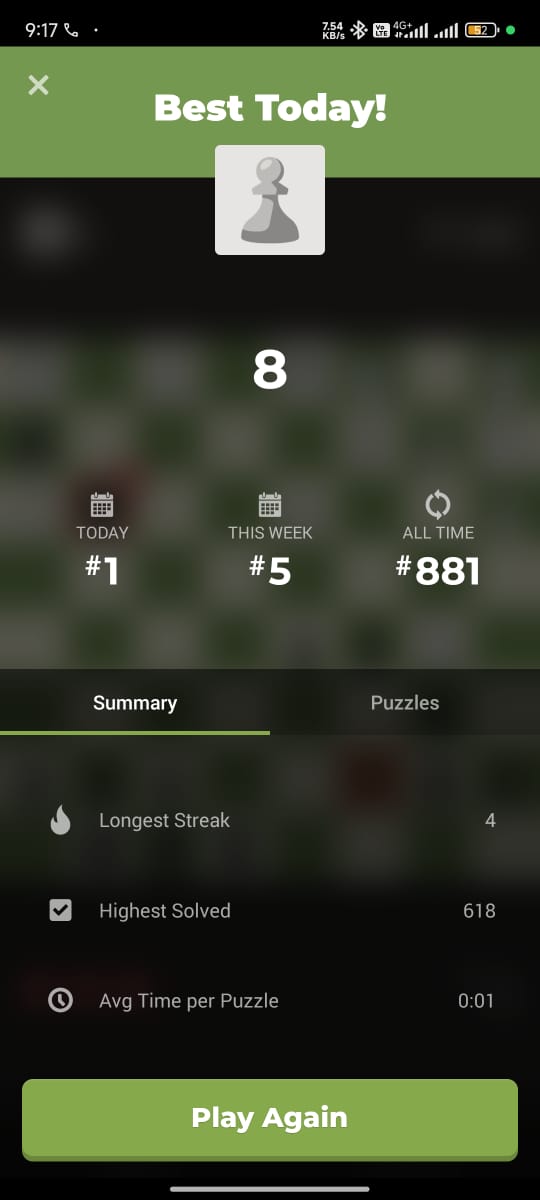 9:17
7.54
KB/s
Vo
LTE
4G+
52
Best Today!
8
TODAY
THIS WEEK
ALL TIME
#1
#5
#881
Summary
Puzzles
Longest Streak 4
Highest Solved 618
Avg Time per Puzzle 0:01
Play Again